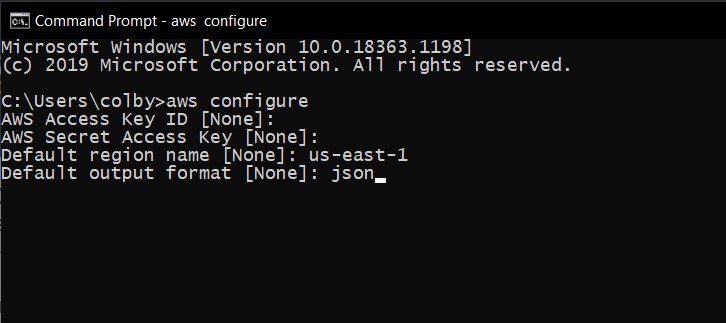 Command Prompt - aws  configure
Microsoft Windows [Version 10.0.18363.1198]
(c) 2019 Microsoft Corporation. All rights reserved.
C:\Users\colby>aws configure
AWS Access Key ID [None]:
AWS Secret Access Key [None]:
Default region name [None]: us-east-1
Default output format [None]: json